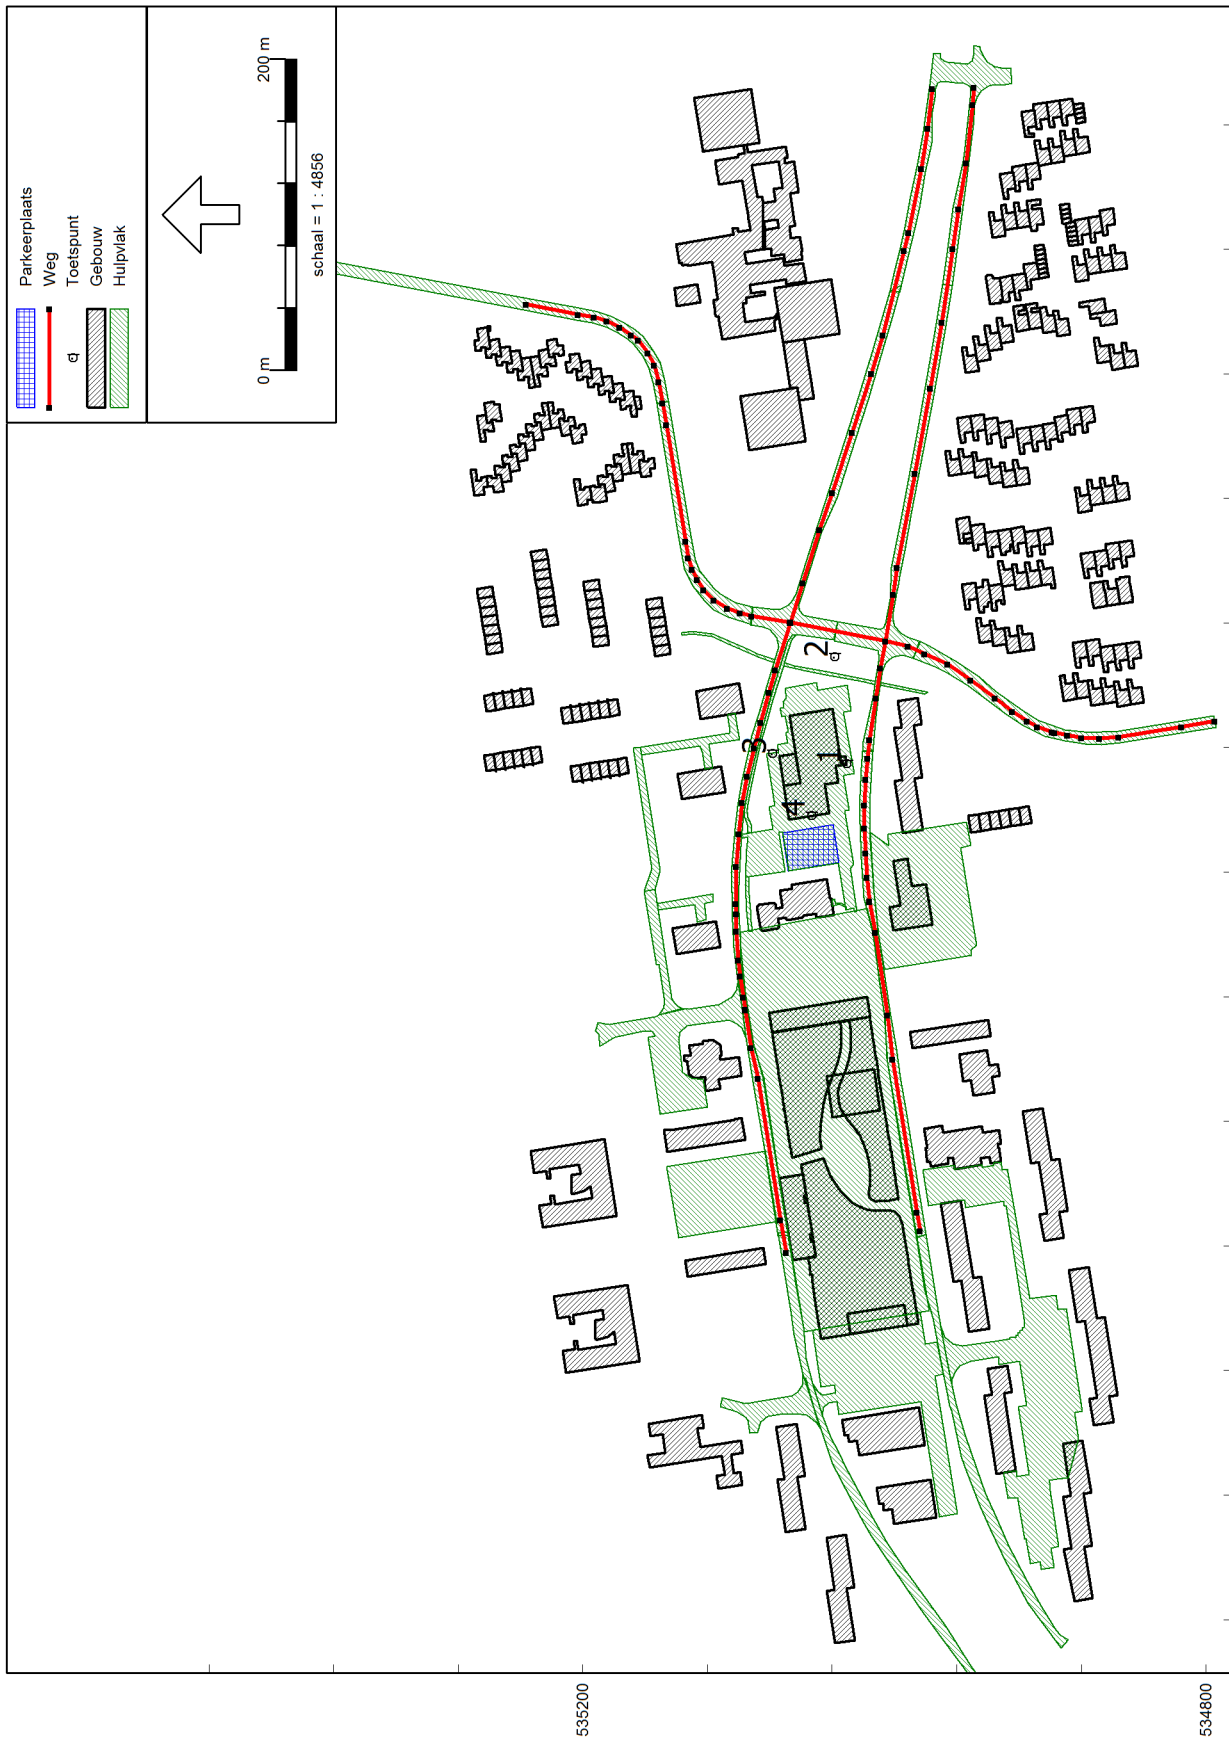 Parkeerplaats
Weg
Toetspunt
Gebouw
Hulpvlak
0 m
200 m
schaal = 1 : 4856
3
2
1
4
535200
534800